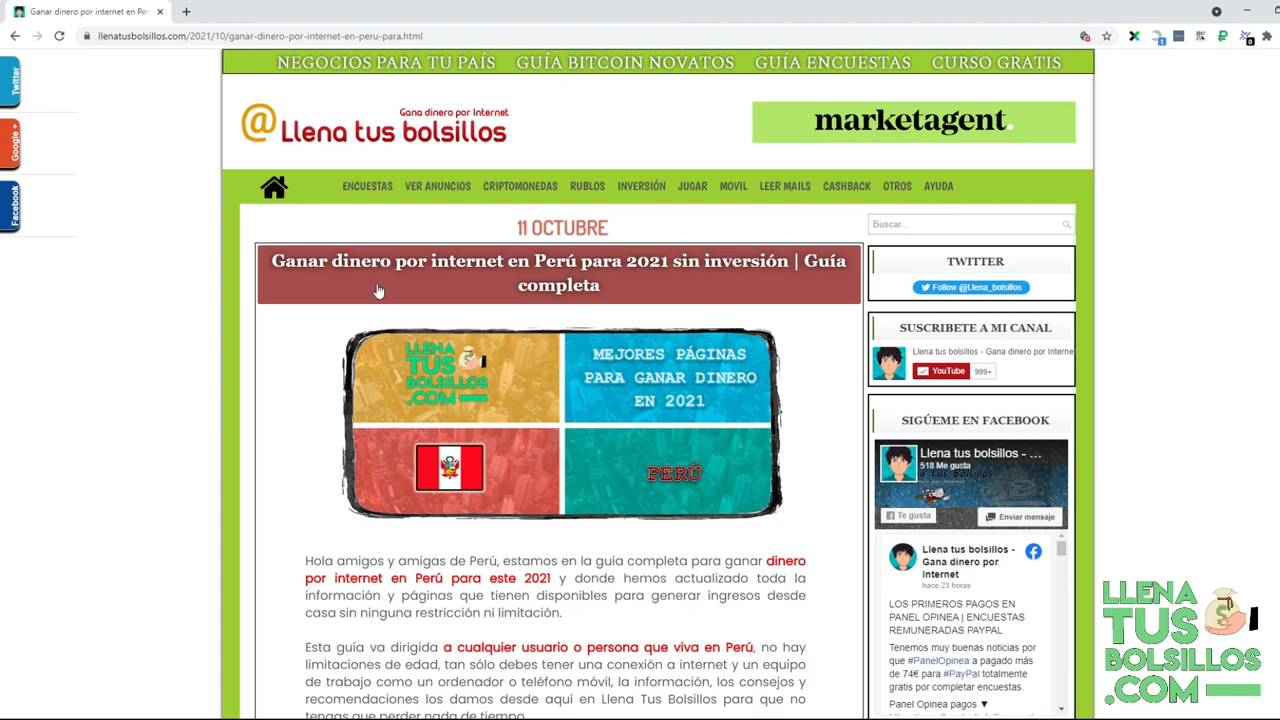 Ganar dinero por internet en Per
llenatusbolsillos.com/2021/10/ganar-dinero-por-internet-en-peru-para.html
Twitter
Google +
Facebook
NEGOCIOS PARA TU PAÍS GUÍA BITCOIN NOVATOS GUÍA ENCUESTAS CURSO GRATIS
@
Gana dinero por Internet
Llena tus bolsillos
marketagent.
ENCUESTAS VER ANUNCIOS CRIPTOMONEDAS RUBLOS INVERSIÓN JUGAR MOVIL LEER MAILS CASHBACK OTROS AYUDA
11 OCTUBRE
Ganar dinero por internet en Perú para 2021 sin inversión | Guía
completa
LLENA
TUS
BOLSILLOS
.COM
MEJORES PÁGINAS
PARA GANAR DINERO
EN 2021
PERÚ
Hola amigos y amigas de Perú, estamos en la guía completa para ganar dinero
por internet en Perú para este 2021 y donde hemos actualizado toda la
información y páginas que tienen disponibles para generar ingresos desde
casa sin ninguna restricción ni limitación.
Esta guía va dirigida a cualquier usuario o persona que viva en Perú, no hay
limitaciones de edad, tan sólo debes tener una conexión a internet y un equipo
de trabajo como un ordenador o teléfono móvil, la información, los consejos y
recomendaciones los damos desde aquí en Llena Tus Bolsillos para que no
tengas que perder nada de tiempo.
Buscar...
TWITTER
Follow @Llena_bolsillos
SUSCRIBETE A MI CANAL
Llena tus bolsillos - Gana dinero por Interne
YouTube 999+
SIGÚEME EN FACEBOOK
Llena tus bolsillos - ...
518 Me gusta
Te gusta
Enviar mensaje
Llena tus bolsillos -
Gana dinero por
Internet
hace 23 horas
LOS PRIMEROS PAGOS EN
PANEL OPINEA | ENCUESTAS
REMUNERADAS PAYPAL
Tenemos muy buenas noticias por
que #PanelOpinea a pagado más
de 74€ para #PayPal totalmente
gratis por completar encuestas.
Panel Opinea pagos ▼
LLENA
TUS
BOLSILLOS
.COM